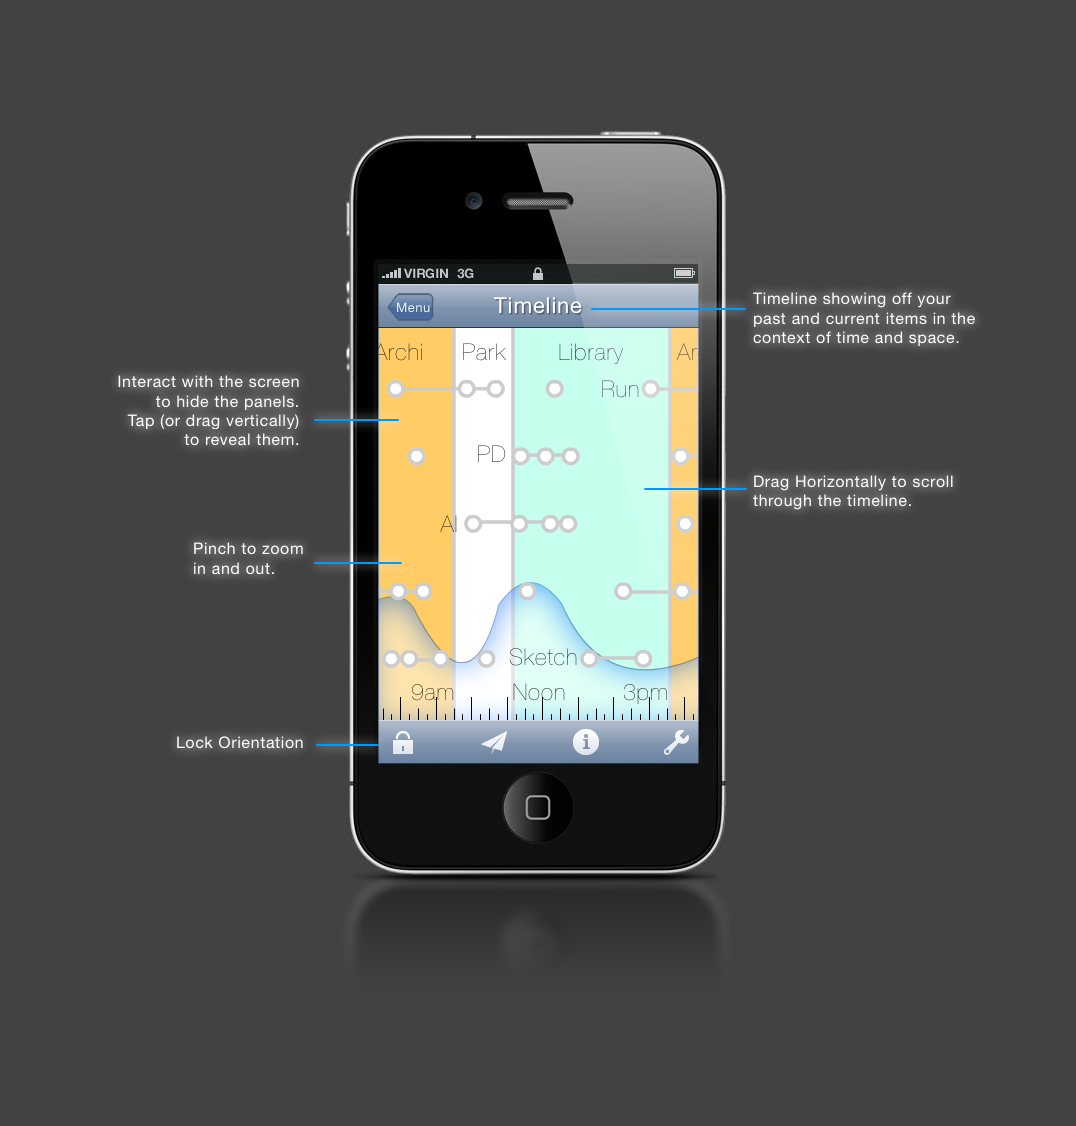 VIRGIN 3G
Menu
Timeline
Timeline showing off your
past and current items in the
context of time and space.
Archi
Park
Library
Ar
Interact with the screen
to hide the panels.
Tap (or drag vertically)
to reveal them.
Run
PD
Drag Horizontally to scroll
through the timeline.
AI
Pinch to zoom
in and out.
Sketch
9am
Noon
3pm
Lock Orientation